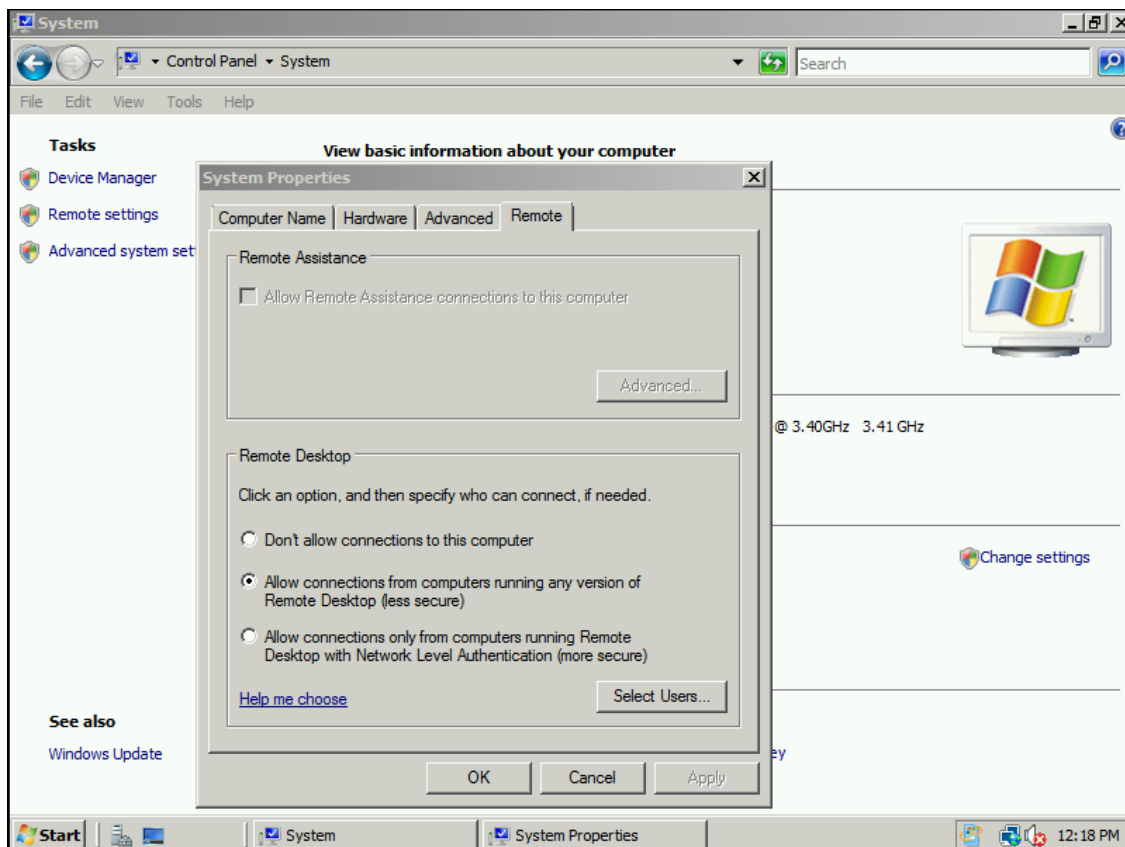 System
Control Panel System
Search
File Edit View Tools Help
Tasks
Device Manager
Remote settings
Advanced system set
View basic information about your computer
System Properties
Computer Name Hardware Advanced Remote
Remote Assistance
Allow Remote Assistance connections to this computer
Advanced...
@ 3.40GHz 3.41 GHz
Remote Desktop
Click an option, and then specify who can connect, if needed.
Don't allow connections to this computer
Allow connections from computers running any version of
Remote Desktop (less secure)
Allow connections only from computers running Remote
Desktop with Network Level Authentication (more secure)
Help me choose
Select Users...
Change settings
See also
Windows Update
ey
OK Cancel Apply
Start System System Properties 12:18 PM